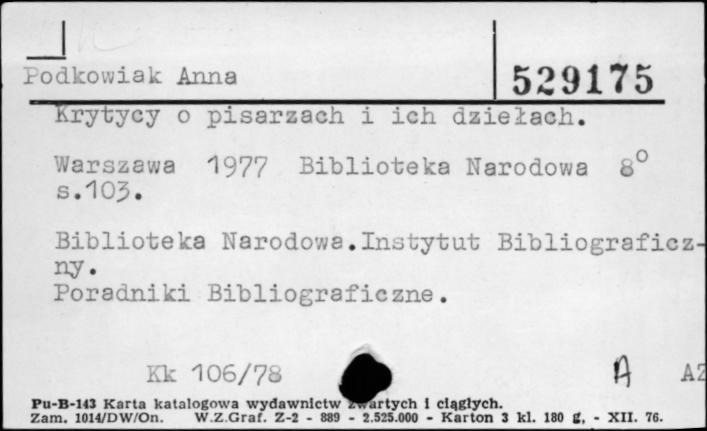 Podkowiak Anna
529175
Krytycy o pisarzach i ich dziełach.
Warszawa 1977 Biblioteka Narodowa 8°
s.103.
Biblioteka Narodowa.Instytut Bibliograficz-
ny.
Poradniki Bibliograficzne.
Kk 106/78 A AZ
Pu-B-143 Karta katalogowa wydawnictw zwartych i ciągłych.
Zam. 1014/DW/On. W.Z.Graf. Z-2 - 889 - 2.525.000 - Karton 3 kl. 180 g, - XII. 76.